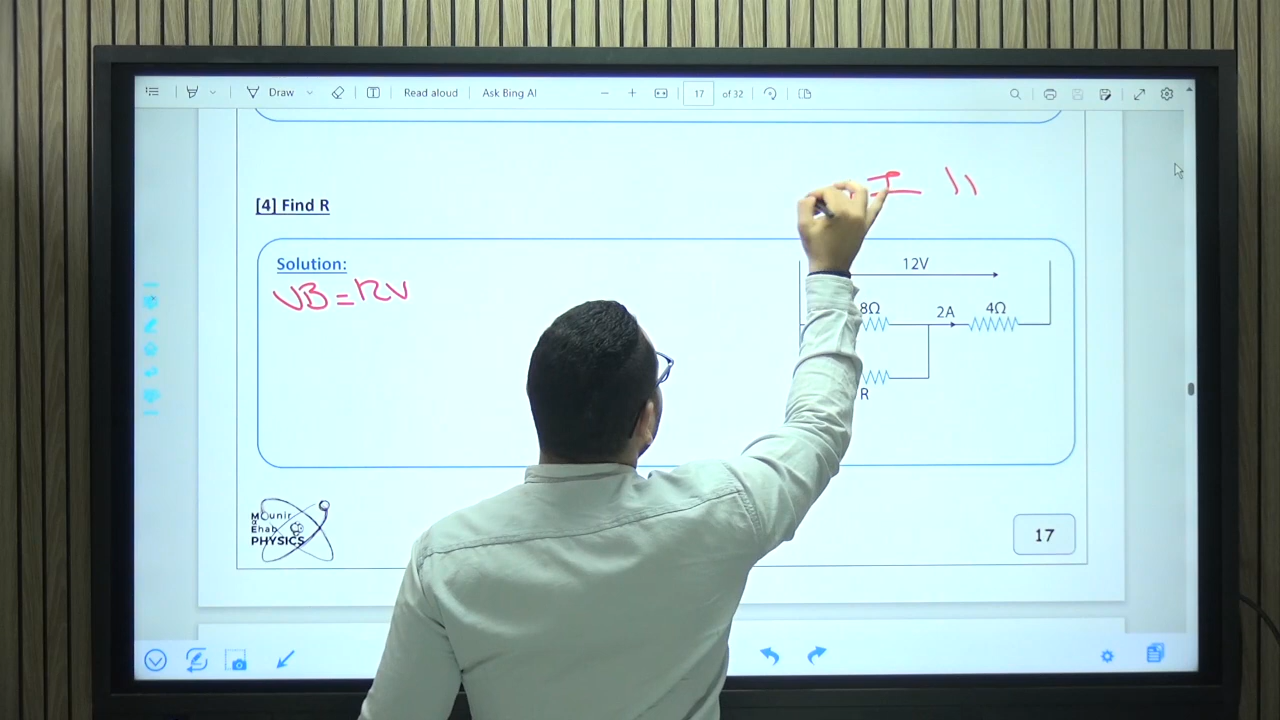 Draw Read aloud Ask Bing AI 17 of 32
[4] Find R
I
Solution:
VB=12V
12V
8Ω 2A 4Ω
R
Mounir
a
Ehab
PHYSICS
17